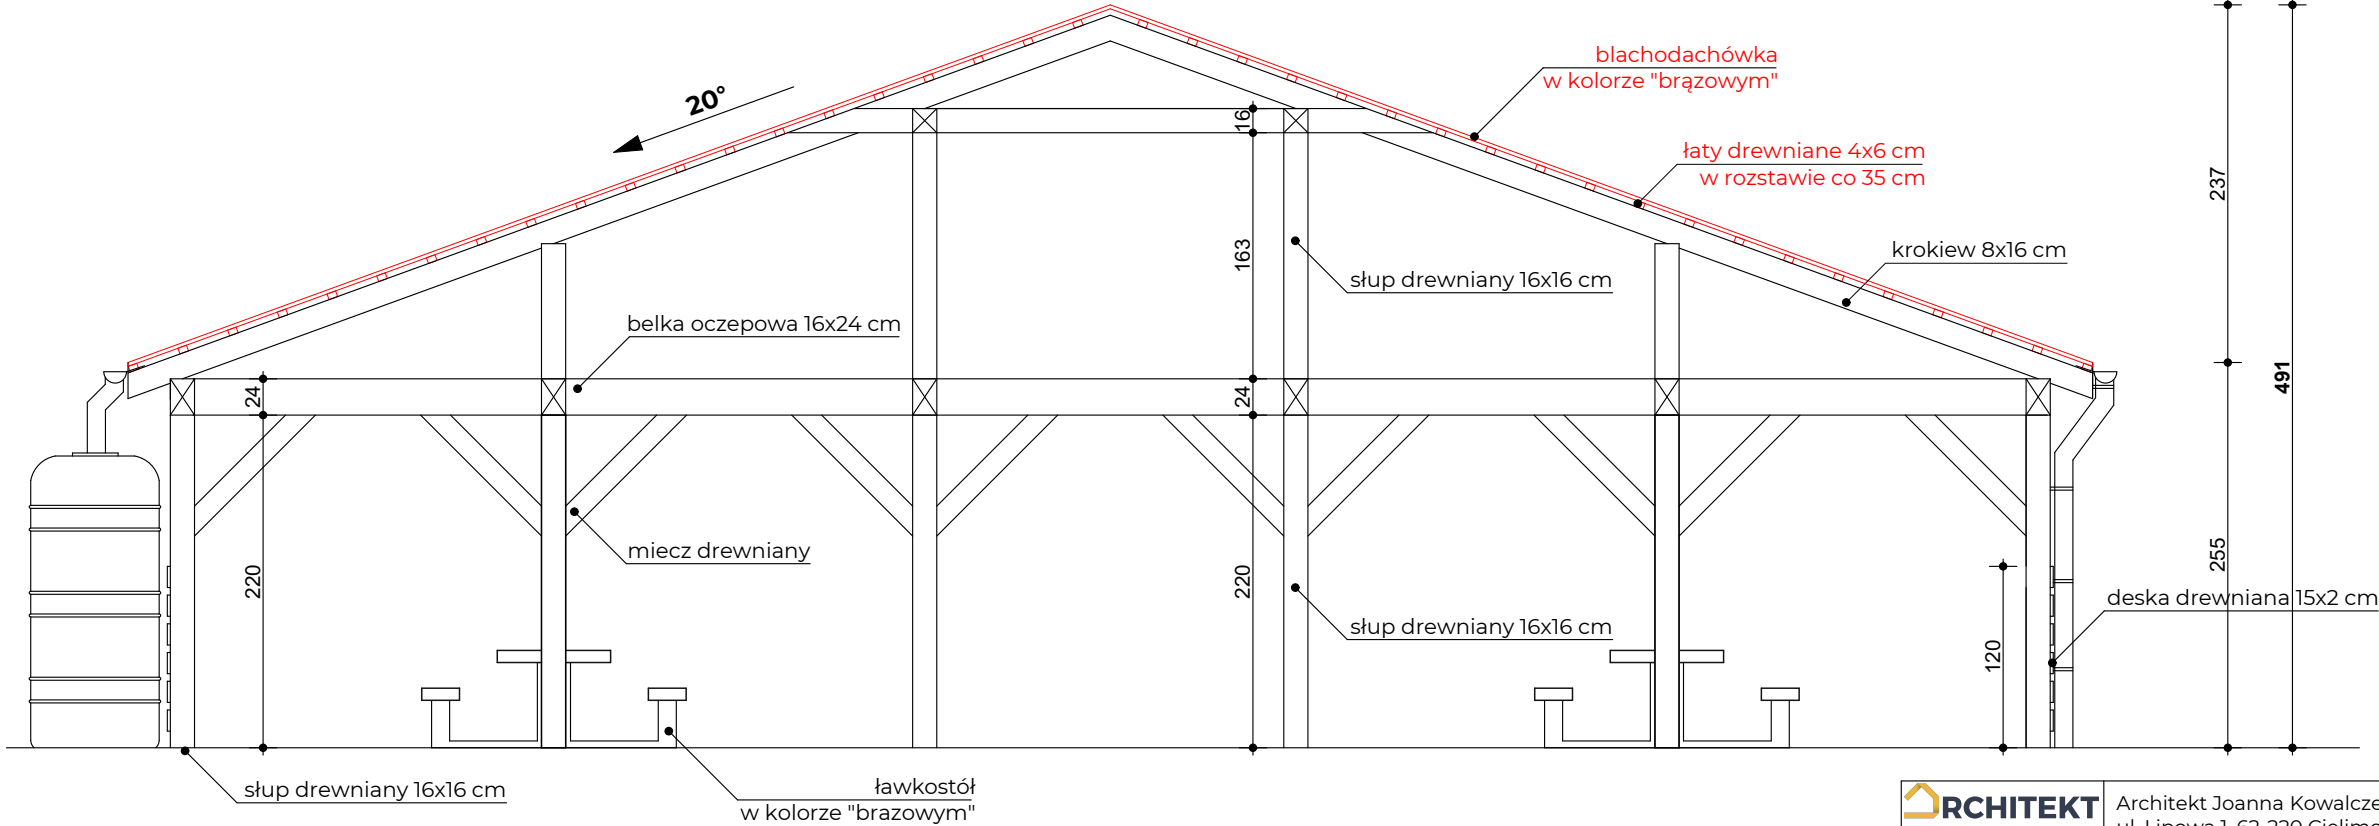 20°
blachodachówka
w kolorze "brązowym"
łaty drewniane 4x6 cm
w rozstawie co 35 cm
16
237
163
krokiew 8x16 cm
słup drewniany 16x16 cm
belka oczepowa 16x24 cm
24
24
491
miecz drewniany
220
220
255
deska drewniana 15x2 cm
słup drewniany 16x16 cm
120
słup drewniany 16x16 cm
ławkostół
w kolorze "brazowym"
RCHITEKT
Architekt Joanna Kowalcze